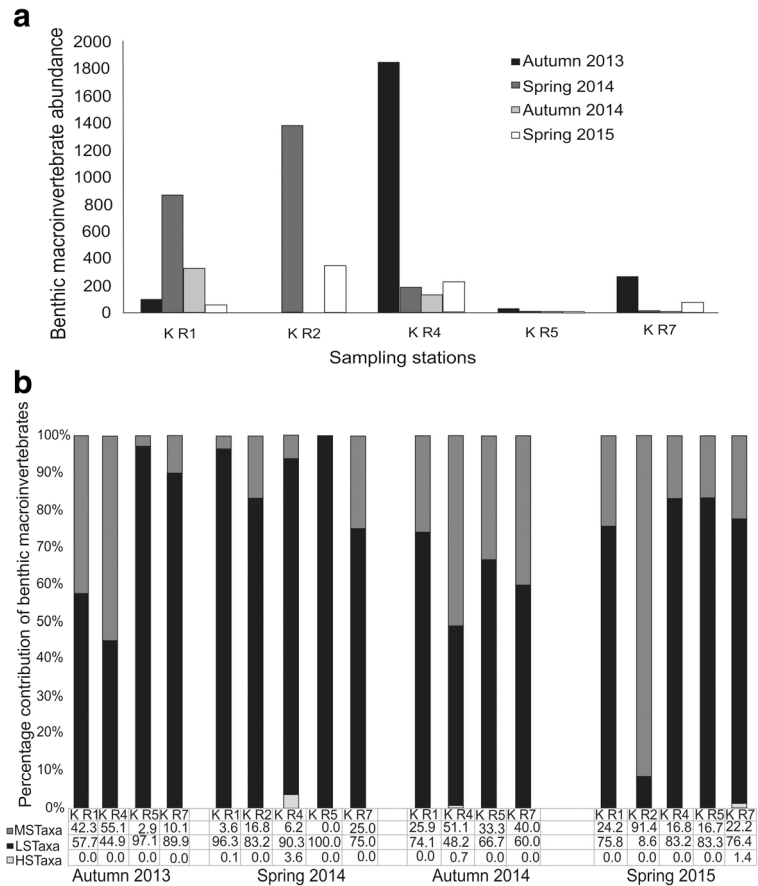 a
Benthic macroinvertebrate abundance
2000
1800
1600
1400
1200
1000
800
600
400
200
0
Autumn 2013
Spring 2014
Autumn 2014
Spring 2015
K R1 K R2 K R4 K R5 K R7
Sampling stations
b
Percentage contribution of benthic macroinvertebrates
100%
90%
80%
70%
60%
50%
40%
30%
20%
10%
0%
K R1 K R4 K R5 K R7 K R1 K R2 K R4 K R5 K R7 K R1 K R4 K R5 K R7 K R1 K R2 K R4 K R5 K R7
MSTaxa 42.3 55.1 2.9 10.1 3.6 16.8 6.2 0.0 25.0 25.9 51.1 33.3 40.0 24.2 91.4 16.8 16.7 22.2
LSTaxa 57.7 44.9 97.1 89.9 96.3 83.2 90.3 100.0 75.0 74.1 48.2 66.7 60.0 75.8 8.6 83.2 83.3 76.4
HSTaxa 0.0 0.0 0.0 0.0 0.1 0.0 3.6 0.0 0.0 0.0 0.7 0.0 0.0 0.0 0.0 0.0 0.0 1.4
Autumn 2013 Spring 2014 Autumn 2014 Spring 2015